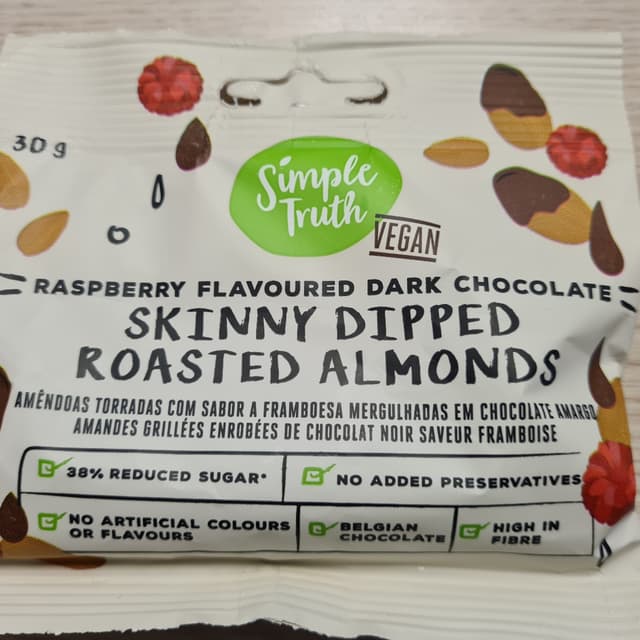 30 g
Simple
Truth
VEGAN
RASPBERRY FLAVOURED DARK CHOCOLATE
SKINNY DIPPED
ROASTED ALMONDS
AMÊNDOAS TORRADAS COM SABOR A FRAMBOESA MERGULHADAS EM CHOCOLATE AMARGO
AMANDES GRILLÉES ENROBÉES DE CHOCOLAT NOIR SAVEUR FRAMBOISE
38% REDUCED SUGAR*
NO ADDED PRESERVATIVES
NO ARTIFICIAL COLOURS
OR FLAVOURS
BELGIAN
CHOCOLATE
HIGH IN
FIBRE